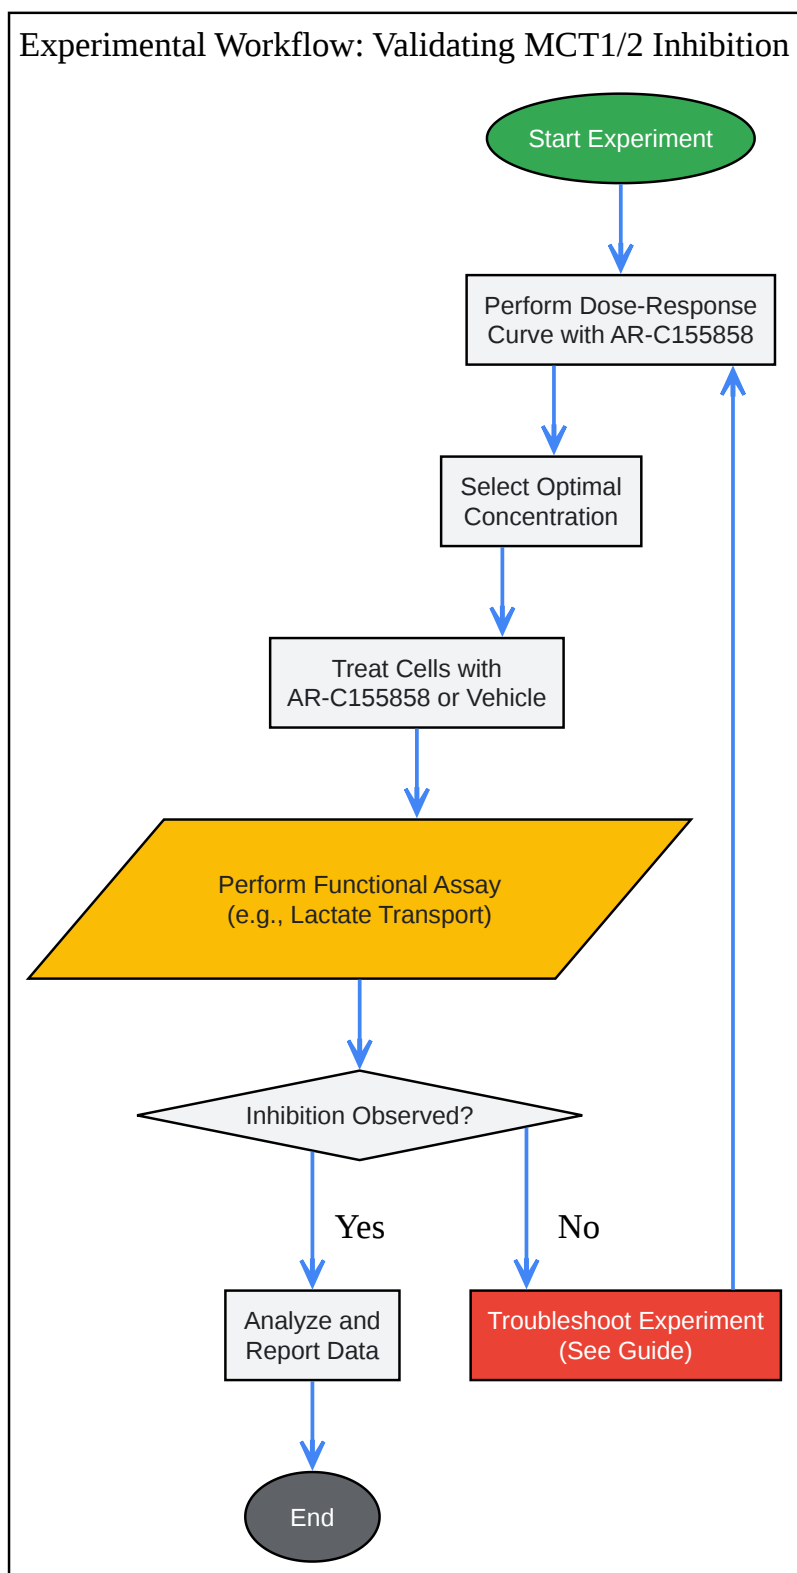 Experimental Workflow: Validating MCT1/2 Inhibition
Start Experiment
Perform Dose-Response
Curve with AR-C155858
Select Optimal
Concentration
Treat Cells with
AR-C155858 or Vehicle
Perform Functional Assay
(e.g., Lactate Transport)
Inhibition Observed?
Yes
No
Analyze and
Report Data
Troubleshoot Experiment
(See Guide)
End